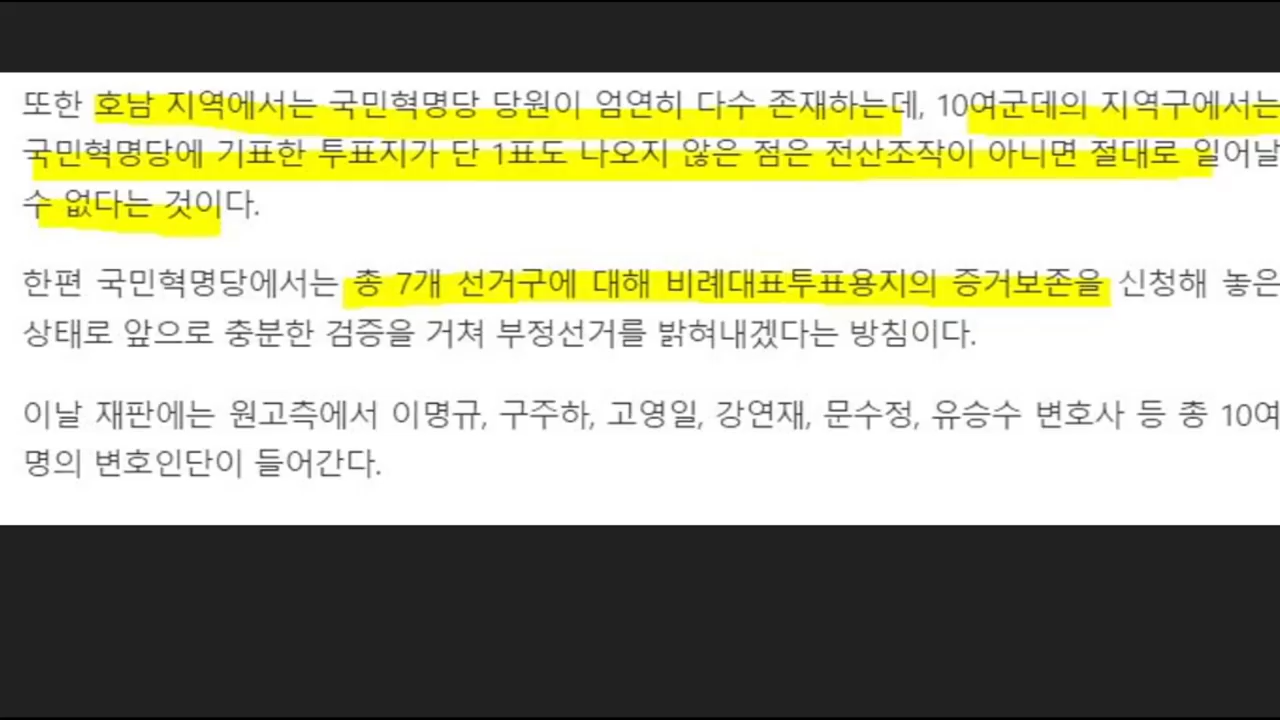 또한 호남 지역에서는 국민혁명당 당원이 엄연히 다수 존재하는데, 10여군데의 지역구에서는
국민혁명당에 기표한 투표지가 단 1표도 나오지 않은 점은 전산조작이 아니면 절대로 일어날
수 없다는 것이다.
한편 국민혁명당에서는 총 7개 선거구에 대해 비례대표투표용지의 증거보존을 신청해 놓은
상태로 앞으로 충분한 검증을 거쳐 부정선거를 밝혀내겠다는 방침이다.
이날 재판에는 원고측에서 이명규, 구주하, 고영일, 강연재, 문수정, 유승수 변호사 등 총 10여
명의 변호인단이 들어간다.